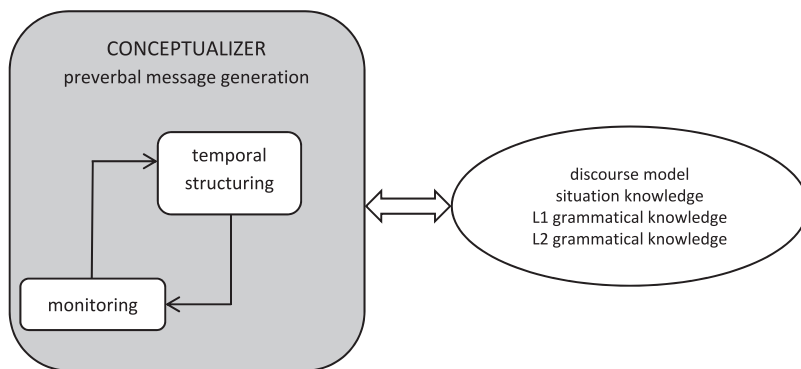 CONCEPTUALIZER
preverbal message generation
temporal
structuring
monitoring
discourse model
situation knowledge
L1 grammatical knowledge
L2 grammatical knowledge